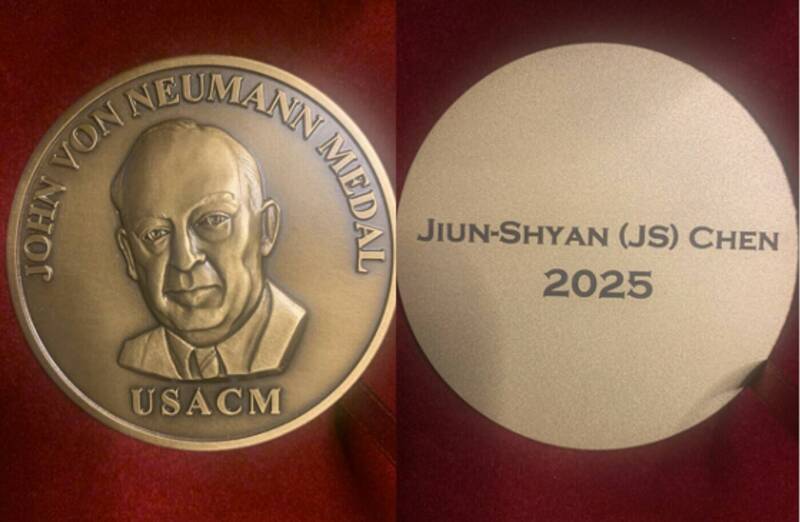 JOHN VON NEUMANN MEDAL
USACM
JIUN-SHYAN (JS) CHEN
2025